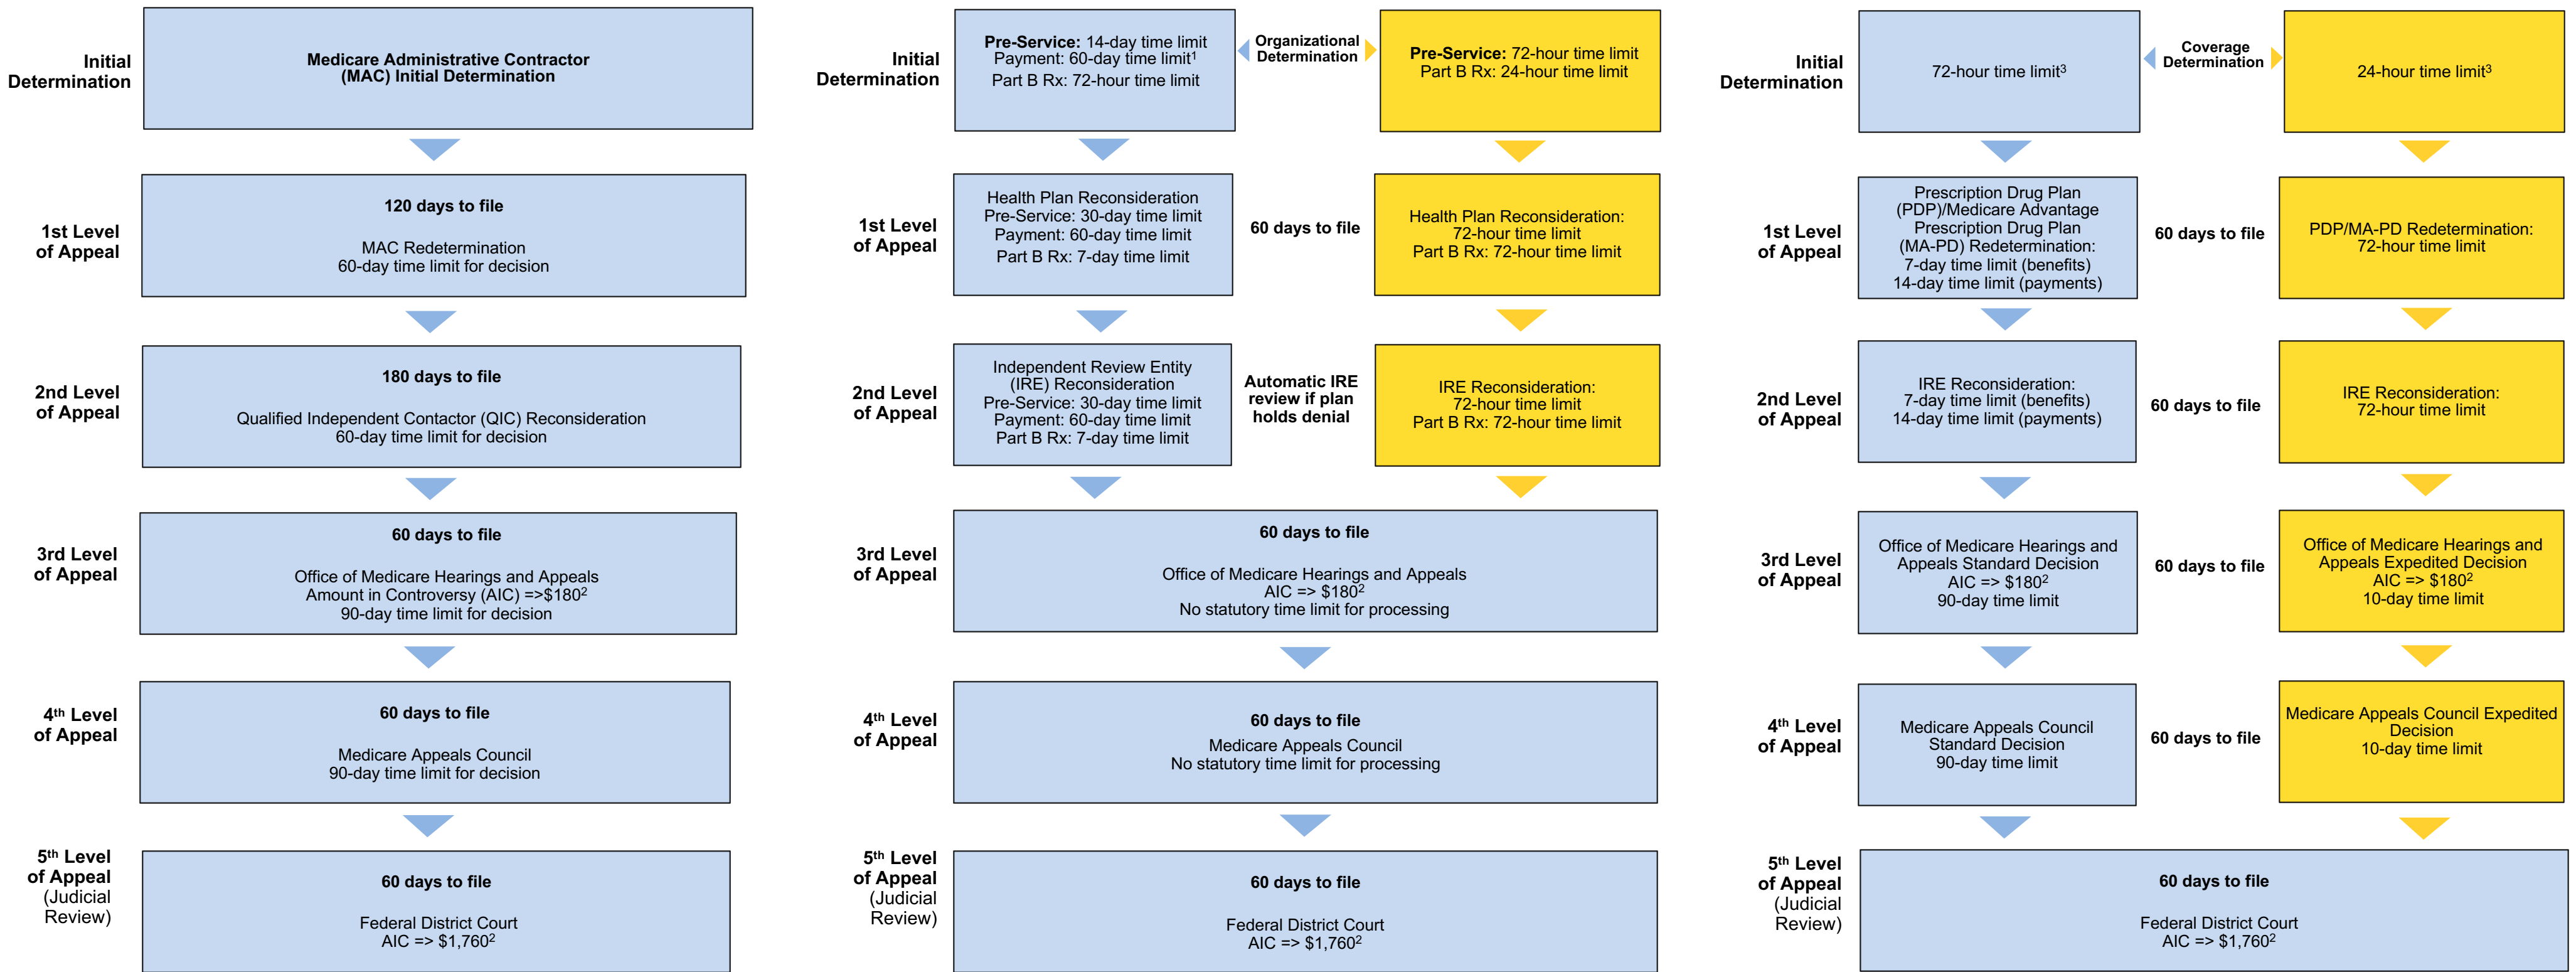 Initial
Determination
Medicare Administrative Contractor
(MAC) Initial Determination
1st Level
of Appeal
120 days to file
MAC Redetermination
60-day time limit for decision
2nd Level
of Appeal
180 days to file
Qualified Independent Contactor (QIC) Reconsideration
60-day time limit for decision
3rd Level
of Appeal
60 days to file
Office of Medicare Hearings and Appeals
Amount in Controversy (AIC) =>$180²
90-day time limit for decision
4th Level
of Appeal
60 days to file
Medicare Appeals Council
90-day time limit for decision
5th Level
of Appeal
(Judicial
Review)
60 days to file
Federal District Court
AIC => $1,760²
Initial
Determination
Pre-Service: 14-day time limit
Payment: 60-day time limit¹
Part B Rx: 72-hour time limit
Organizational
Determination
Pre-Service: 72-hour time limit
Part B Rx: 24-hour time limit
1st Level
of Appeal
Health Plan Reconsideration
Pre-Service: 30-day time limit
Payment: 60-day time limit
Part B Rx: 7-day time limit
60 days to file
Health Plan Reconsideration:
72-hour time limit
Part B Rx: 72-hour time limit
2nd Level
of Appeal
Independent Review Entity
(IRE) Reconsideration
Pre-Service: 30-day time limit
Payment: 60-day time limit
Part B Rx: 7-day time limit
Automatic IRE
review if plan
holds denial
IRE Reconsideration:
72-hour time limit
Part B Rx: 72-hour time limit
3rd Level
of Appeal
60 days to file
Office of Medicare Hearings and Appeals
AIC => $180²
No statutory time limit for processing
4th Level
of Appeal
60 days to file
Medicare Appeals Council
No statutory time limit for processing
5th Level
of Appeal
(Judicial
Review)
60 days to file
Federal District Court
AIC => $1,760²
Initial
Determination
72-hour time limit³
Coverage
Determination
24-hour time limit³
1st Level
of Appeal
Prescription Drug Plan
(PDP)/Medicare Advantage
Prescription Drug Plan
(MA-PD) Redetermination:
7-day time limit (benefits)
14-day time limit (payments)
60 days to file
PDP/MA-PD Redetermination:
72-hour time limit
2nd Level
of Appeal
IRE Reconsideration:
7-day time limit (benefits)
14-day time limit (payments)
60 days to file
IRE Reconsideration:
72-hour time limit
3rd Level
of Appeal
Office of Medicare Hearings and
Appeals Standard Decision
AIC => $180²
90-day time limit
60 days to file
Office of Medicare Hearings and
Appeals Expedited Decision
AIC => $180²
10-day time limit
4th Level
of Appeal
Medicare Appeals Council
Standard Decision
90-day time limit
60 days to file
Medicare Appeals Council Expedited
Decision
10-day time limit
5th Level
of Appeal
(Judicial
Review)
60 days to file
Federal District Court
AIC => $1,760²